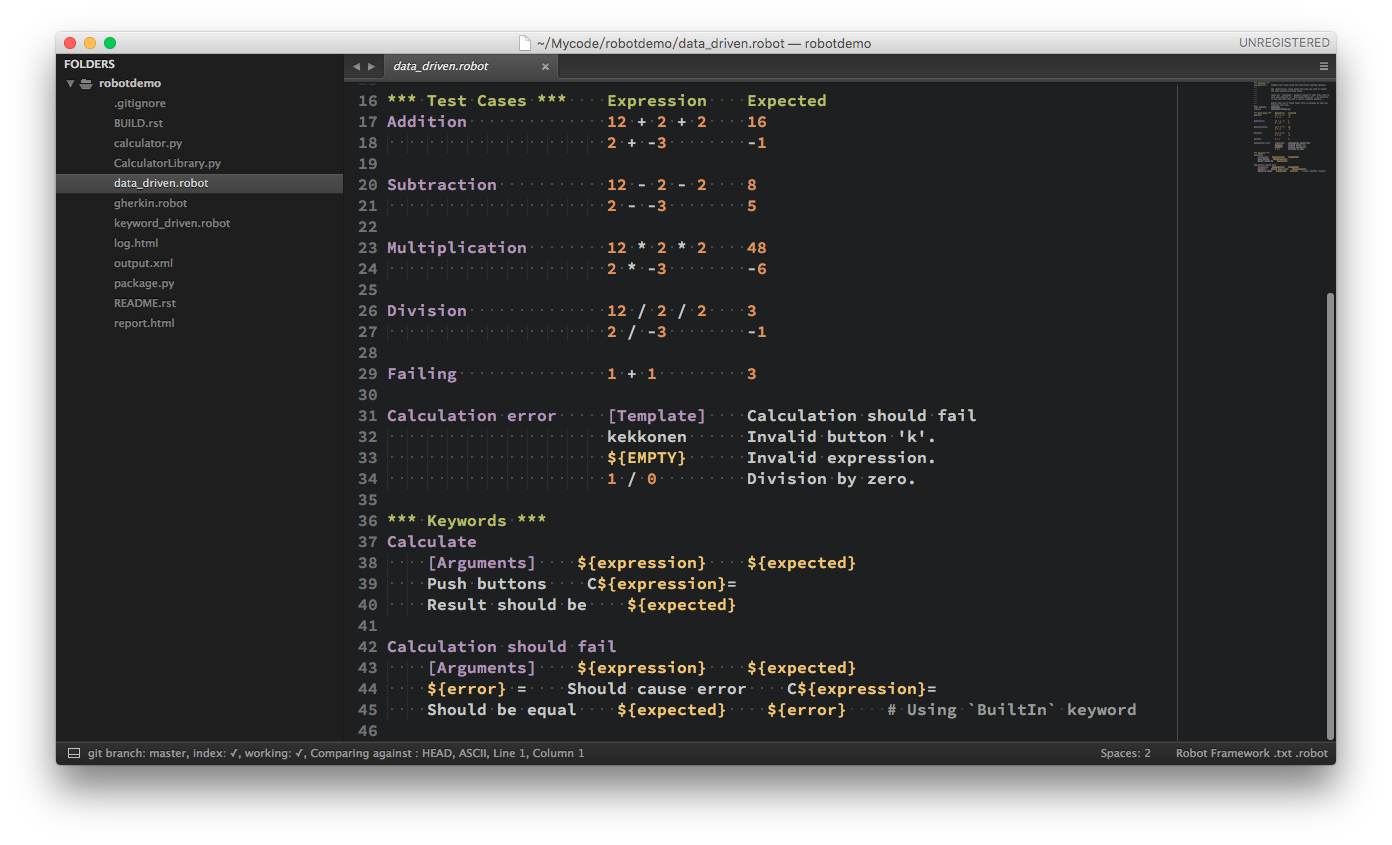 ~/Mycode/robotdemo/data_driven.robot — robotdemo
UNREGISTERED
FOLDERS
robotdemo
.gitignore
BUILD.rst
calculator.py
CalculatorLibrary.py
data_driven.robot
gherkin.robot
keyword_driven.robot
log.html
output.xml
package.py
README.rst
report.html
data_driven.robot
16 *** Test Cases ***    Expression    Expected
17 Addition              12 + 2 + 2    16
18                       2 + -3        -1
19
20 Subtraction           12 - 2 - 2    8
21                       2 - -3        5
22
23 Multiplication        12 * 2 * 2    48
24                       2 * -3        -6
25
26 Division              12 / 2 / 2    3
27                       2 / -3        -1
28
29 Failing               1 + 1         3
30
31 Calculation error     [Template]    Calculation should fail
32                       kekkonen      Invalid button 'k'.
33                       ${EMPTY}      Invalid expression.
34                       1 / 0         Division by zero.
35
36 *** Keywords ***
37 Calculate
38     [Arguments]    ${expression}    ${expected}
39     Push buttons    C${expression}=
40     Result should be    ${expected}
41
42 Calculation should fail
43     [Arguments]    ${expression}    ${expected}
44     ${error} =    Should cause error    C${expression}=
45     Should be equal    ${expected}    ${error}    # Using `BuiltIn` keyword
46
git branch: master, index: ✓, working: ✓, Comparing against : HEAD, ASCII, Line 1, Column 1
Spaces: 2
Robot Framework .txt .robot